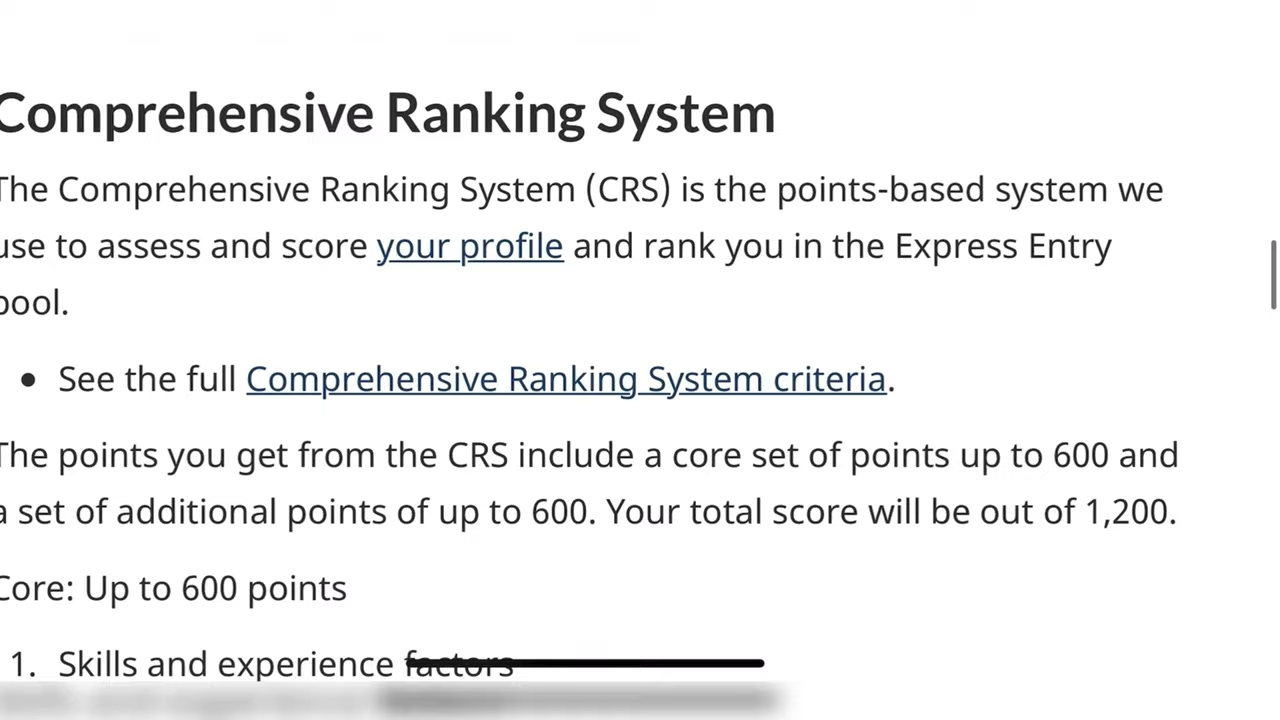 Comprehensive Ranking System
The Comprehensive Ranking System (CRS) is the points-based system we
use to assess and score your profile and rank you in the Express Entry
pool.
• See the full Comprehensive Ranking System criteria.
The points you get from the CRS include a core set of points up to 600 and
a set of additional points of up to 600. Your total score will be out of 1,200.
Core: Up to 600 points
1. Skills and experience factors